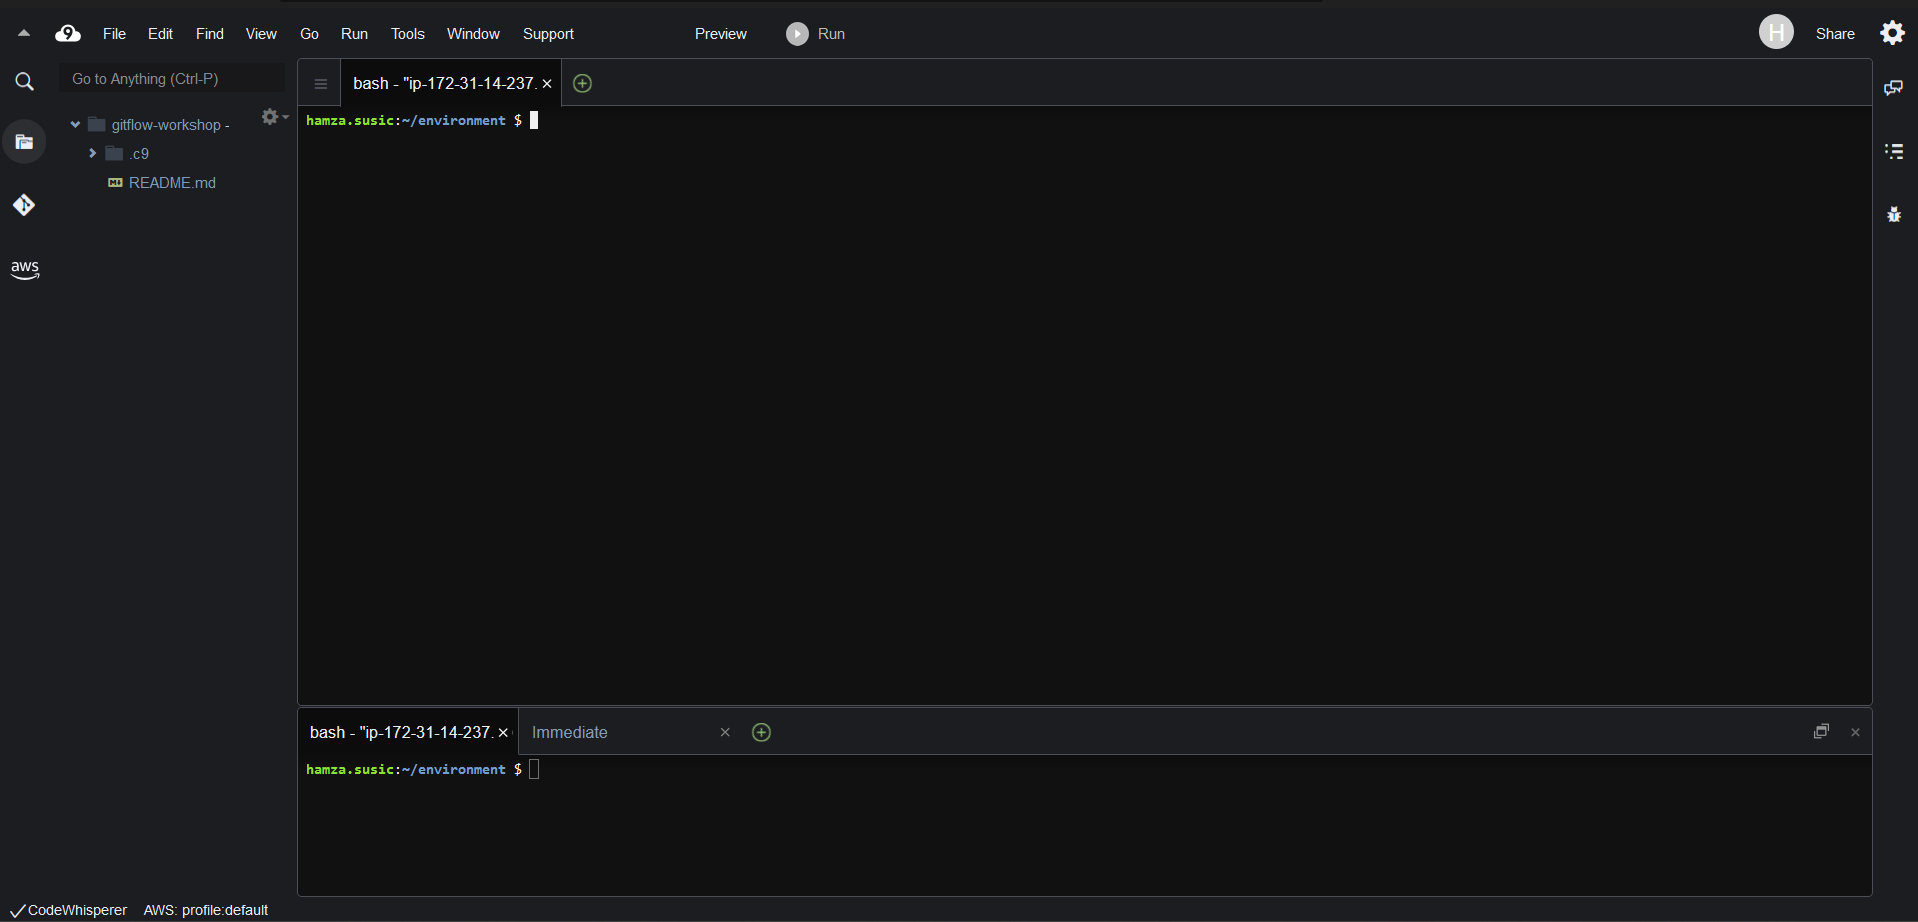 9 File Edit Find View Go Run Tools Window Support Preview Run H Share
Go to Anything (Ctrl-P)
gitflow-workshop -
.c9
README.md
aws
bash - "ip-172-31-14-237.
hamza.susic:~/environment $
bash - "ip-172-31-14-237. Immediate
hamza.susic:~/environment $
CodeWhisperer AWS: profile:default